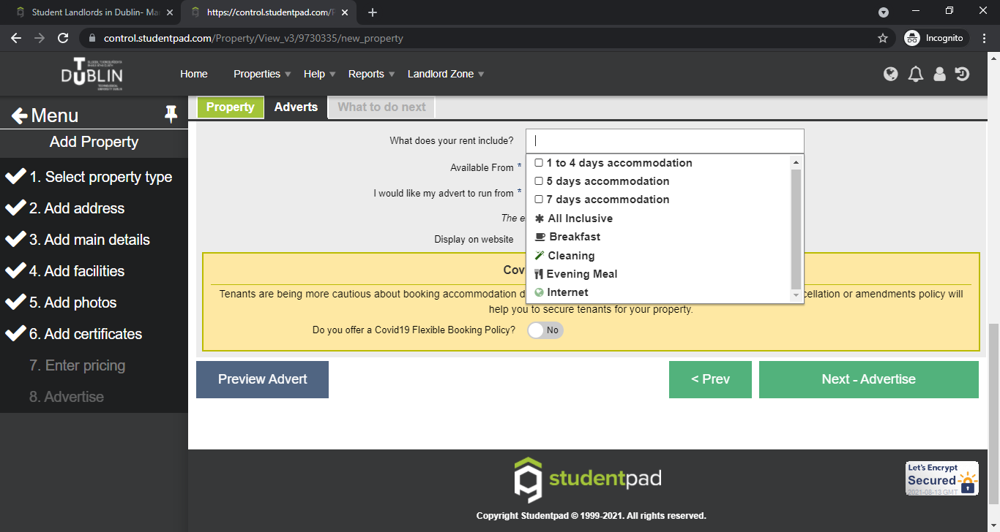 Student Landlords in Dublin- Ma
https://control.studentpad.com/P
control.studentpad.com/Property/View_v3/9730335/new_property
Incognito
DUBLIN
Home
Properties
Help
Reports
Landlord Zone
Menu
Add Property
1. Select property type
2. Add address
3. Add main details
4. Add facilities
5. Add photos
6. Add certificates
7. Enter pricing
8. Advertise
Property
Adverts
What to do next
What does your rent include?
Available From *
I would like my advert to run from *
The e
Display on website
1 to 4 days accommodation
5 days accommodation
7 days accommodation
All Inclusive
Breakfast
Cleaning
Evening Meal
Internet
Cov
Tenants are being more cautious about booking accommodation d
cellation or amendments policy will
help you to secure tenants for your property.
Do you offer a Covid19 Flexible Booking Policy?
No
Preview Advert
< Prev
Next - Advertise
studentpad
Copyright Studentpad © 1999-2021. All rights reserved.
Let's Encrypt
Secured
2021-08-13 GMT